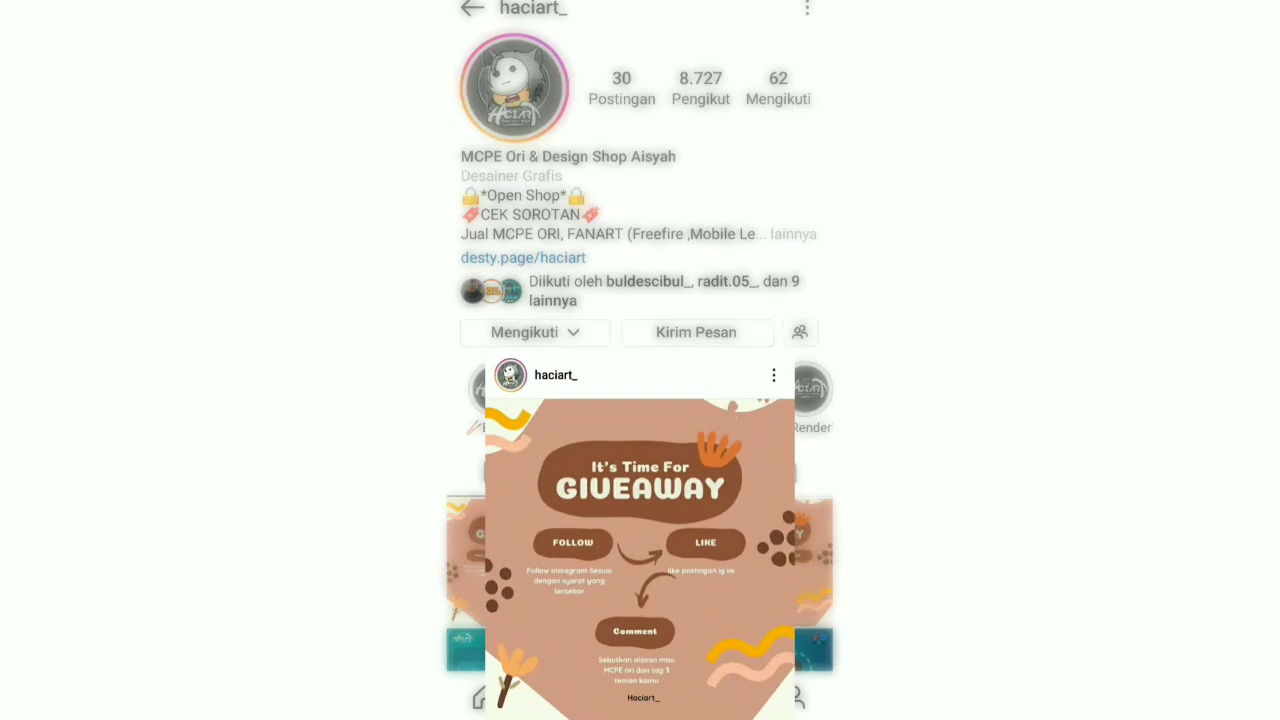 haciart_
30
8.727
62
Postingan
Pengikut
Mengikuti
HACIART
MCPE Ori & Design Shop Aisyah
Desainer Grafis
*Open Shop*
CEK SOROTAN
Jual MCPE ORI, FANART (Freefire ,Mobile Le... lainnya
desty.page/haciart
Diikuti oleh buldescibul_, radit.05_, dan 9
lainnya
Mengikuti
Kirim Pesan
haciart_
Render
It's Time For
GIVEAWAY
FOLLOW
LIKE
Follow Instagram Sesuai
dengan syarat yang
tersebar
like postingan ig ini
Comment
Sebutkan alasan mau
MCPE ori dan tag 3
teman kamu
Haciart_